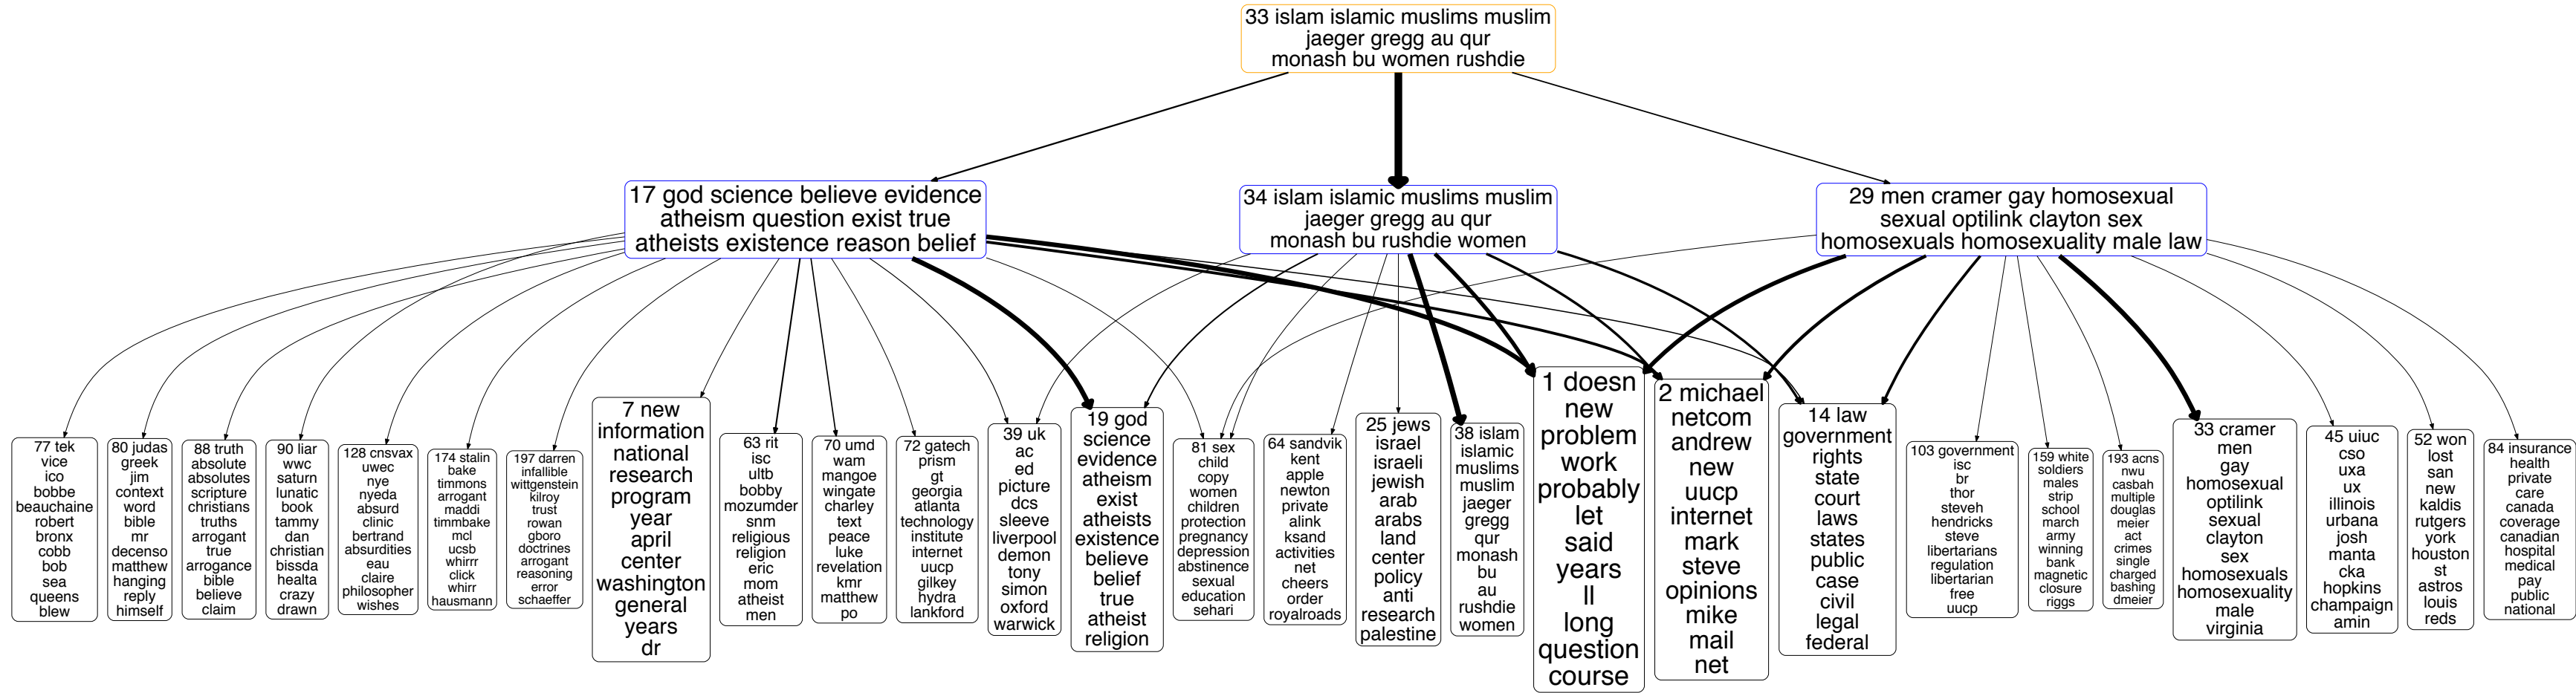 33 islam islamic muslims muslim
jaeger gregg au qur
monash bu women rushdie
17 god science believe evidence
atheism question exist true
atheists existence reason belief
34 islam islamic muslims muslim
jaeger gregg au qur
monash bu rushdie women
29 men cramer gay homosexual
sexual optilink clayton sex
homosexuals homosexuality male law
77 tek
vice
ico
bobbe
beauchaine
robert
bronx
cobb
bob
sea
queens
blew
80 judas
greek
jim
context
word
bible
mr
decenso
matthew
hanging
reply
himself
88 truth
absolute
absolutes
scripture
christians
truths
arrogant
true
arrogance
bible
believe
claim
90 liar
wwc
saturn
lunatic
book
tammy
dan
christian
bissda
healta
crazy
drawn
128 cnsvax
uwec
nye
nyeda
absurd
clinic
bertrand
absurdities
eau
claire
philosopher
wishes
174 stalin
bake
timmons
arrogant
maddi
timmbake
mcl
ucsb
whirrr
click
whirr
hausmann
197 darren
infallible
wittgenstein
kilroy
trust
rowan
gboro
doctrines
arrogant
reasoning
error
schaeffer
7 new
information
national
research
program
year
april
center
washington
general
years
dr
63 rit
isc
ultb
bobby
mozumder
snm
religious
religion
eric
mom
atheist
men
70 umd
wam
mangoe
wingate
charley
text
peace
luke
revelation
kmr
matthew
po
72 gatech
prism
gt
georgia
atlanta
technology
institute
internet
uucp
gilkey
hydra
lankford
39 uk
ac
ed
picture
dcs
sleeve
liverpool
demon
tony
simon
oxford
warwick
19 god
science
evidence
atheism
exist
atheists
existence
believe
belief
true
atheist
religion
81 sex
child
copy
women
children
protection
pregnancy
depression
abstinence
sexual
education
sehari
64 sandvik
kent
apple
newton
private
alink
ksand
activities
net
cheers
order
royalroads
25 jews
israel
israeli
jewish
arab
arabs
land
center
policy
anti
research
palestine
38 islam
islamic
muslims
muslim
jaeger
gregg
qur
monash
bu
au
rushdie
women
1 doesn
new
problem
work
probably
let
said
years
ll
long
question
course
2 michael
netcom
andrew
new
uucp
internet
mark
steve
opinions
mike
mail
net
14 law
government
rights
state
court
laws
states
public
case
civil
legal
federal
103 government
isc
br
thor
steveh
hendricks
steve
libertarians
regulation
libertarian
free
uucp
159 white
soldiers
males
strip
school
march
army
winning
bank
magnetic
closure
riggs
193 acns
nwu
casbah
multiple
douglas
meier
act
crimes
single
charged
bashing
dmeier
33 cramer
men
gay
homosexual
optilink
sexual
clayton
sex
homosexuals
homosexuality
male
virginia
45 uiuc
cso
uxa
ux
illinois
urbana
josh
manta
cka
hopkins
champaign
amin
52 won
lost
san
new
kaldis
rutgers
york
houston
st
astros
louis
reds
84 insurance
health
private
care
canada
coverage
canadian
hospital
medical
pay
public
national